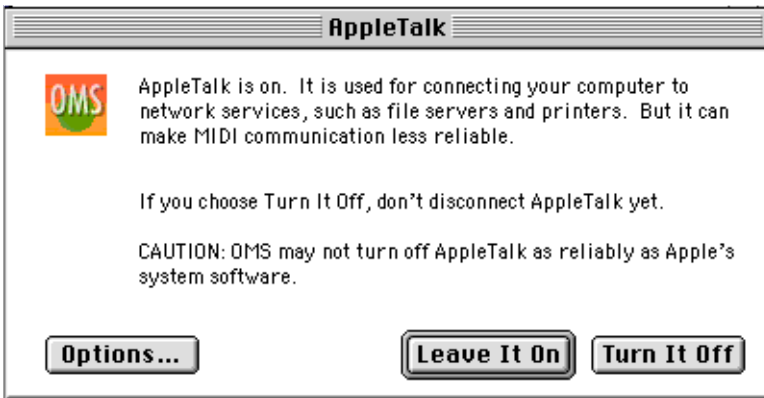 AppleTalk
OMS
AppleTalk is on. It is used for connecting your computer to
network services, such as file servers and printers. But it can
make MIDI communication less reliable.
If you choose Turn It Off, don't disconnect AppleTalk yet.
CAUTION: OMS may not turn off AppleTalk as reliably as Apple's
system software.
Options...
Leave It On
Turn It Off